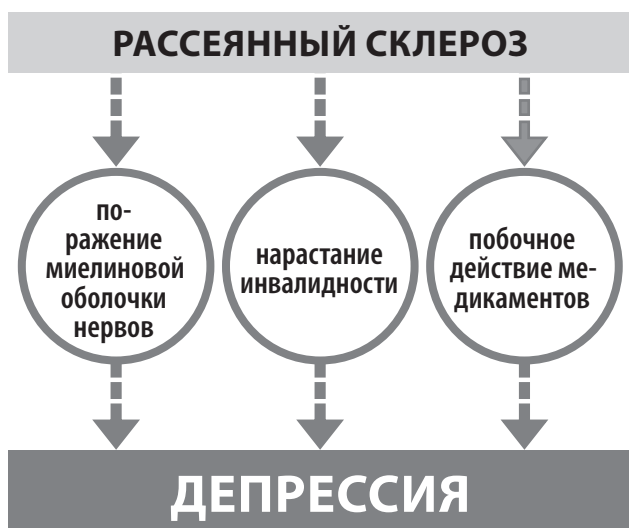 РАССЕЯННЫЙ СКЛЕРОЗ
по-
ражение
миелиновой
оболочки
нервов
нарастание
инвалидности
побочное
действие ме-
дикаментов
ДЕПРЕССИЯ